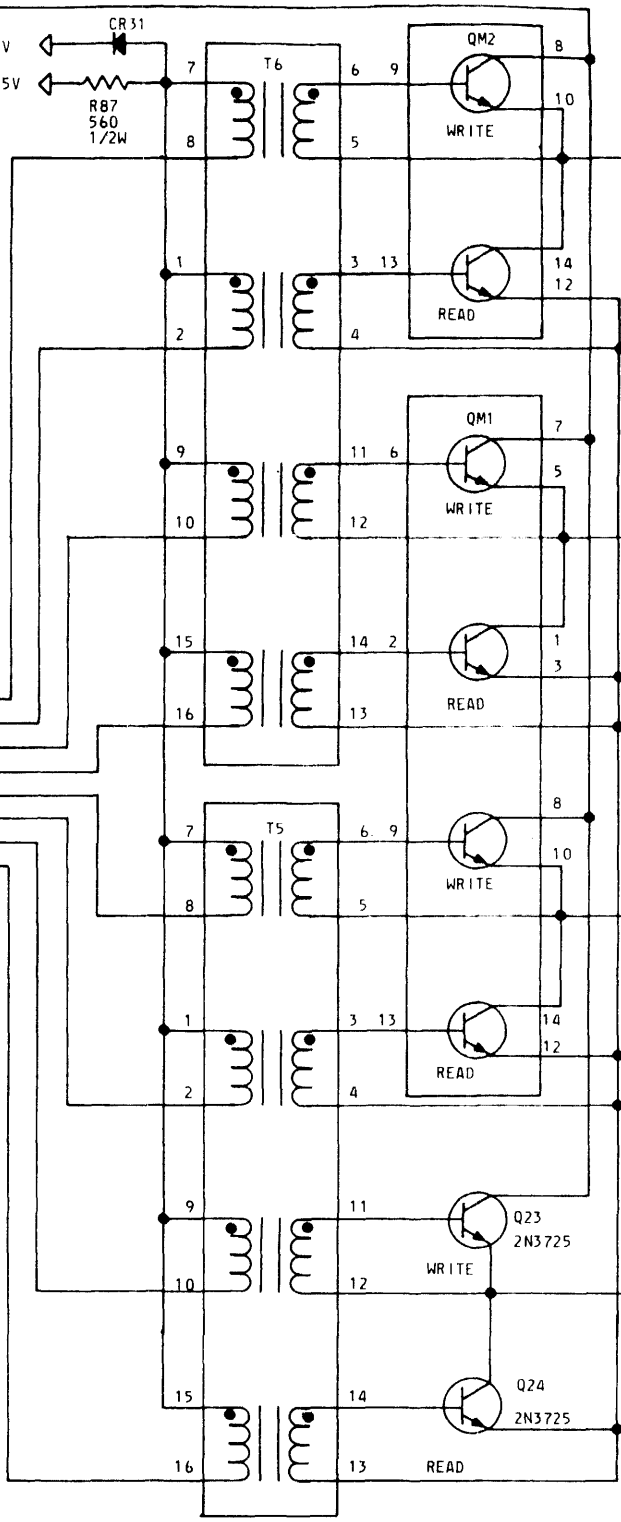 CR31
V
5V
R87
560
1/2W
T6
QM2
7
6 9
8
10
WRITE
8
5
1
3 13
14
12
READ
2
4
QM1
9
11 6
7
5
WRITE
10
12
15
14 2
1
3
READ
16
13
T5
7
6. 9
8
10
WRITE
8
5
1
3 13
14
12
READ
2
4
9
11
Q23
2N3725
WRITE
10
12
15
14
Q24
2N3725
16
13
READ